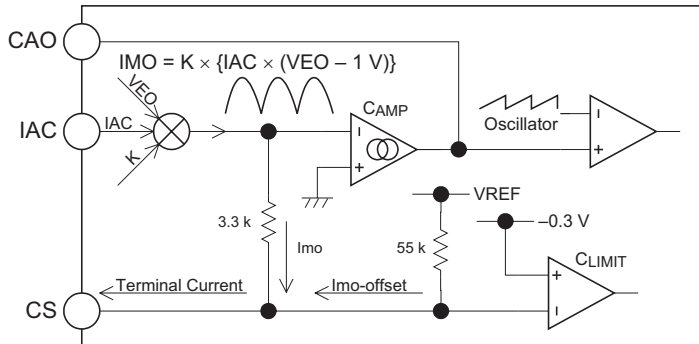 CAO
IMO = K × {IAC × (VEO – 1 V)}
VEO
IAC
IAC
K
CAMP
Oscillator
VREF
–0.3 V
3.3 k
Imo
55 k
CLIMIT
Terminal Current
Imo-offset
CS